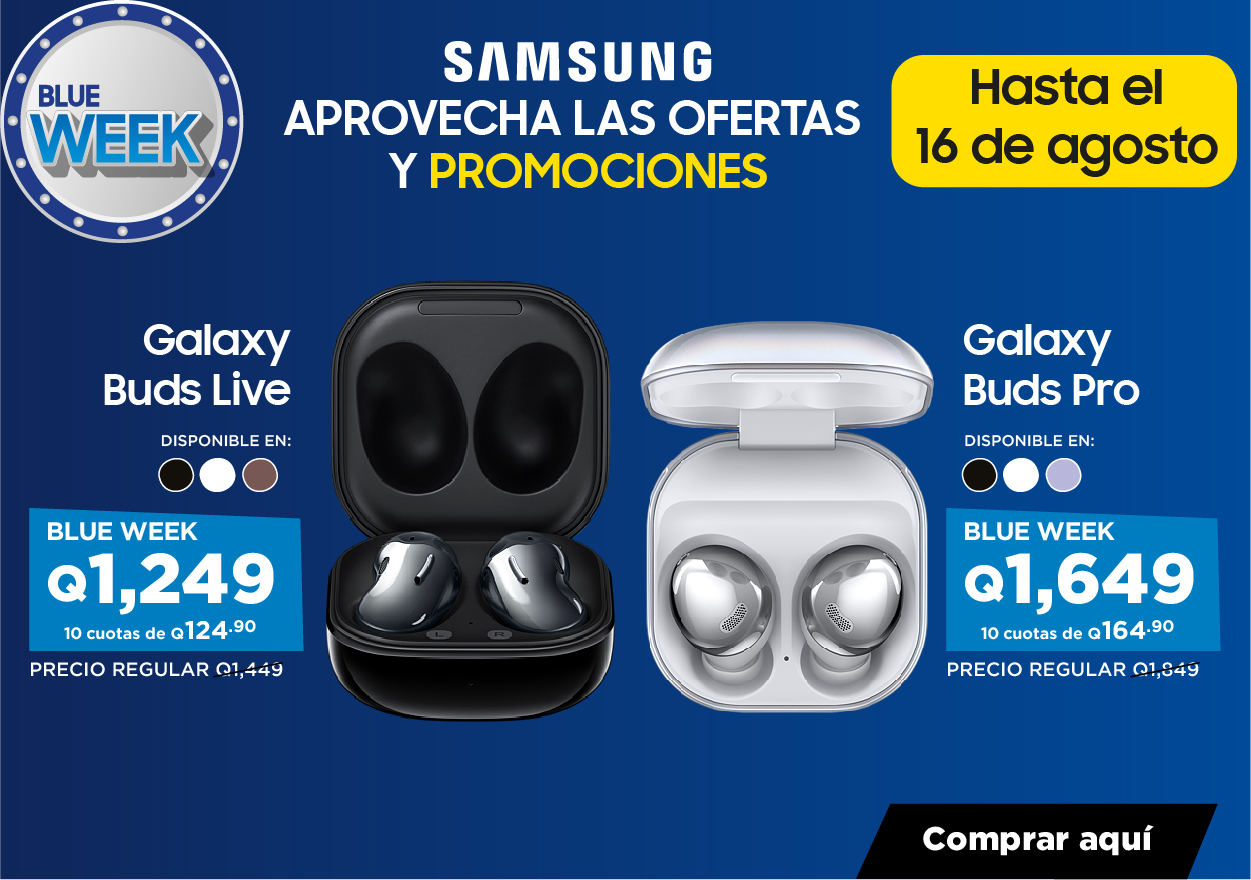 BLUE
WEEK
SAMSUNG
APROVECHA LAS OFERTAS
Y PROMOCIONES
Hasta el
16 de agosto
Galaxy
Buds Live
DISPONIBLE EN:
BLUE WEEK
Q1,249
10 cuotas de Q124.90
PRECIO REGULAR Q1,449
L R
Galaxy
Buds Pro
DISPONIBLE EN:
BLUE WEEK
Q1,649
10 cuotas de Q164.90
PRECIO REGULAR Q1,849
Comprar aquí